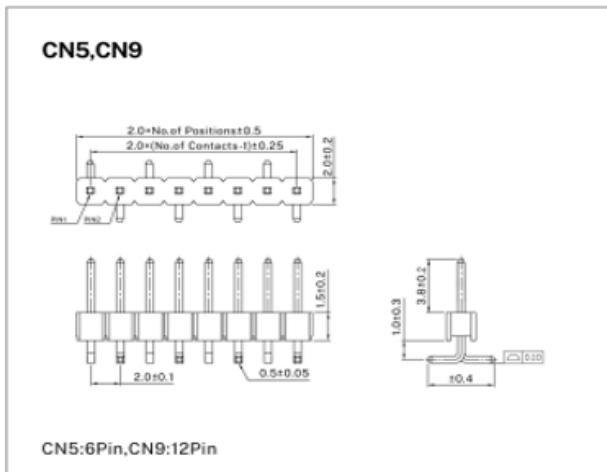 CN5,CN9
2.0*No.of Positions±0.5
2.0*(No.of Contacts-1)±0.25
2.0±0.2
PIN1
PIN2
1.5±0.2
3.8±0.2
1.0±0.3
2.0±0.1
0.5±0.05
±0.4
0.10
CN5:6Pin,CN9:12Pin